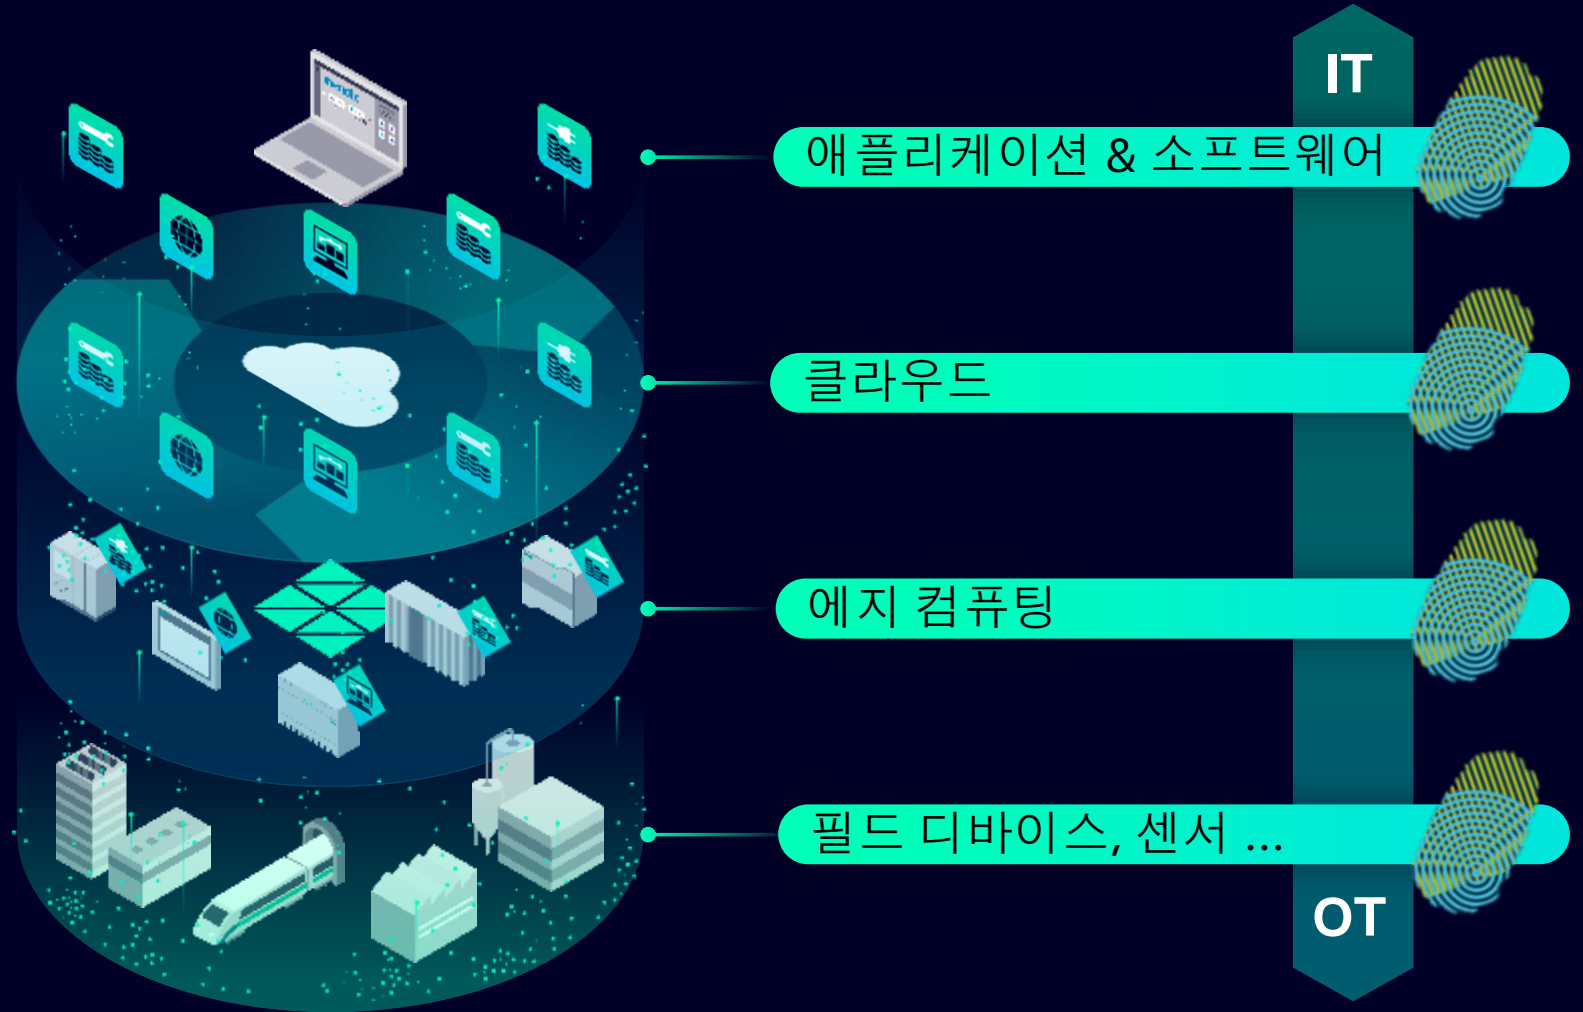 IT
애플리케이션 & 소프트웨어
클라우드
에지 컴퓨팅
필드 디바이스, 센서 ...
OT